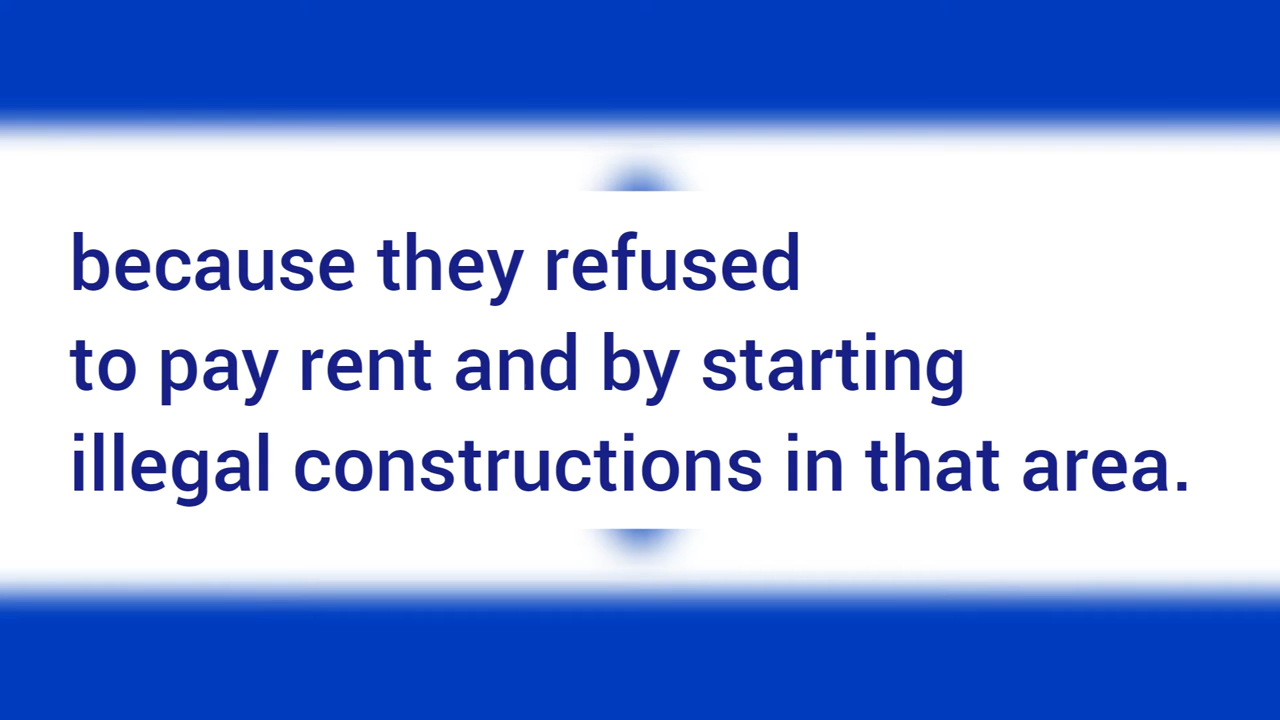 because they refused
to pay rent and by starting
illegal constructions in that area.